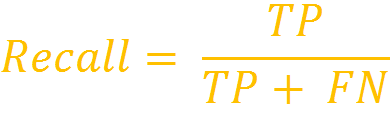 Recall = TP / TP + FN